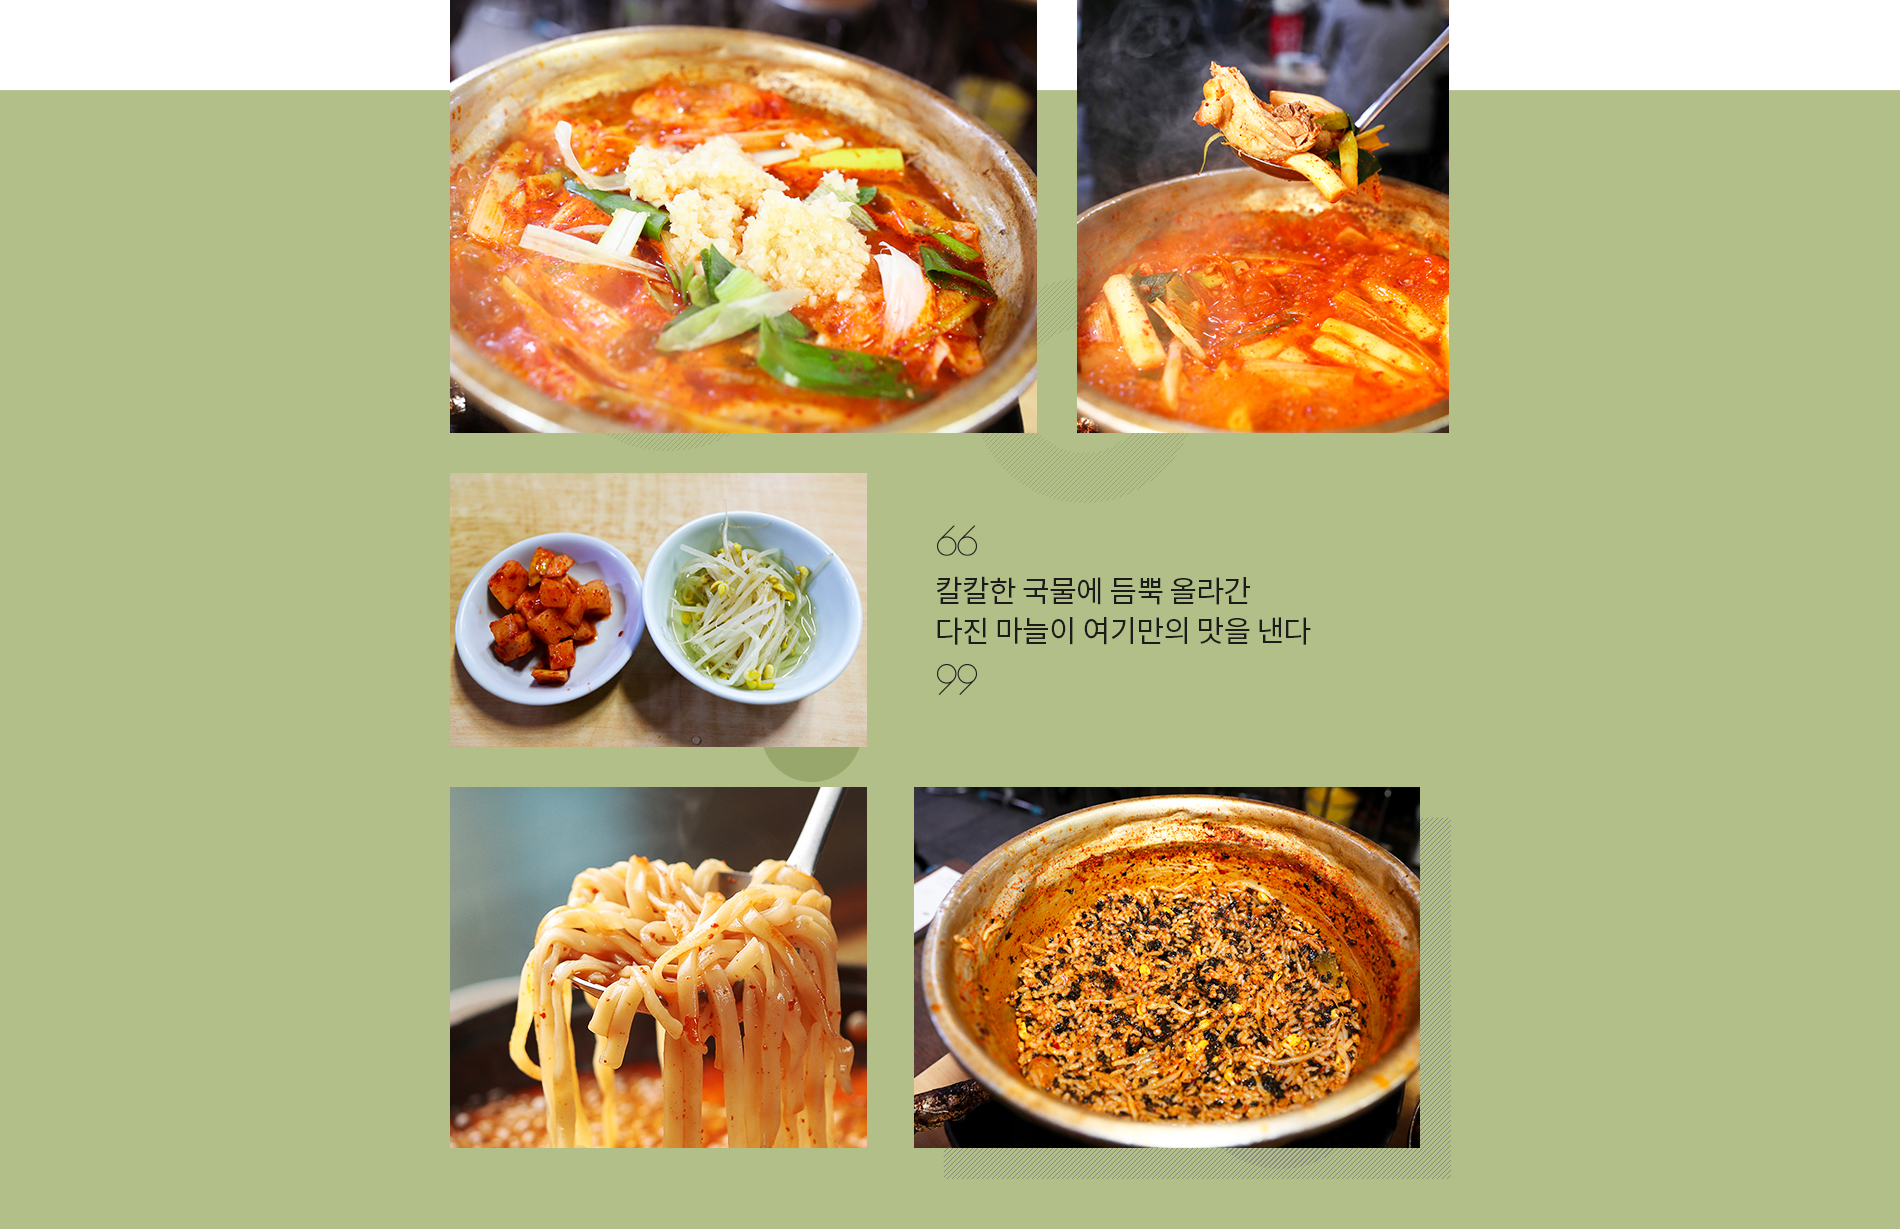 “
칼칼한 국물에 듬뿍 올라간
다진 마늘이 여기만의 맛을 낸다
”